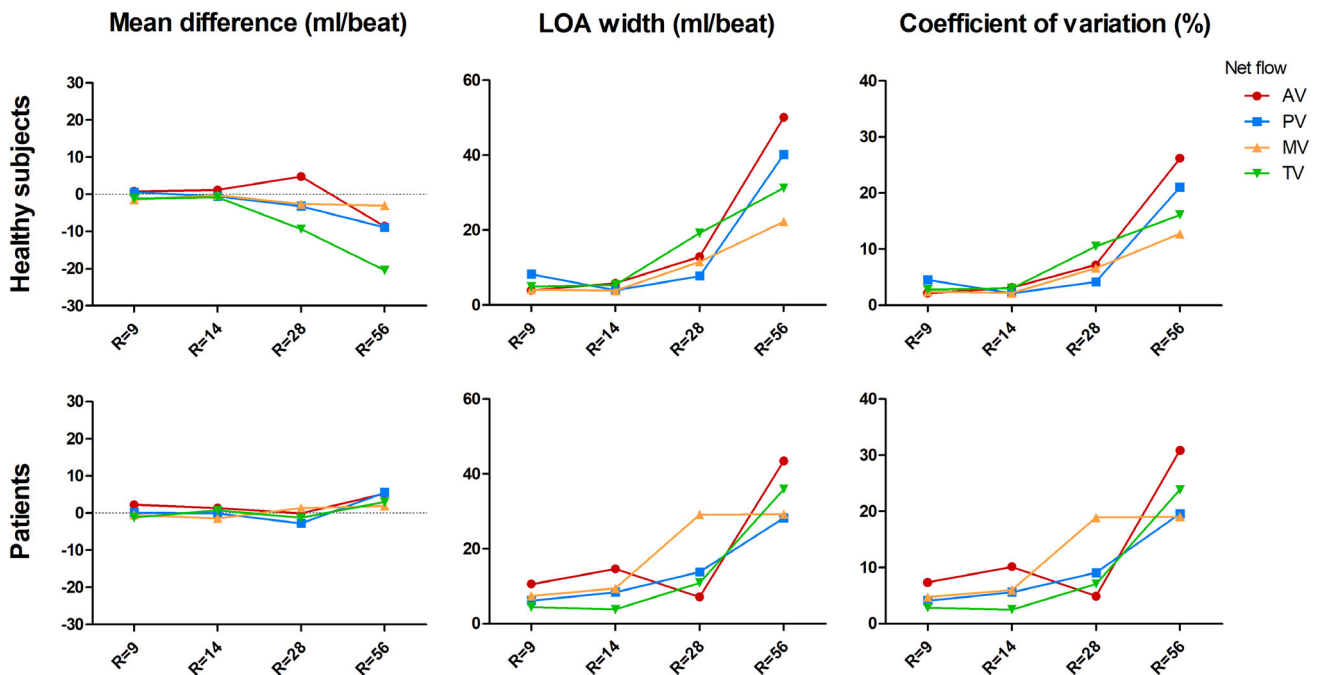 Mean difference (ml/beat)
LOA width (ml/beat)
Coefficient of variation (%)
Healthy subjects
30
20
10
0
-10
-20
-30
R=9
R=14
R=28
R=56
60
40
20
0
R=9
R=14
R=28
R=56
40
30
20
10
0
R=9
R=14
R=28
R=56
Net flow
AV
PV
MV
TV
Patients
30
20
10
0
-10
-20
-30
R=9
R=14
R=28
R=56
60
40
20
0
R=9
R=14
R=28
R=56
40
30
20
10
0
R=9
R=14
R=28
R=56